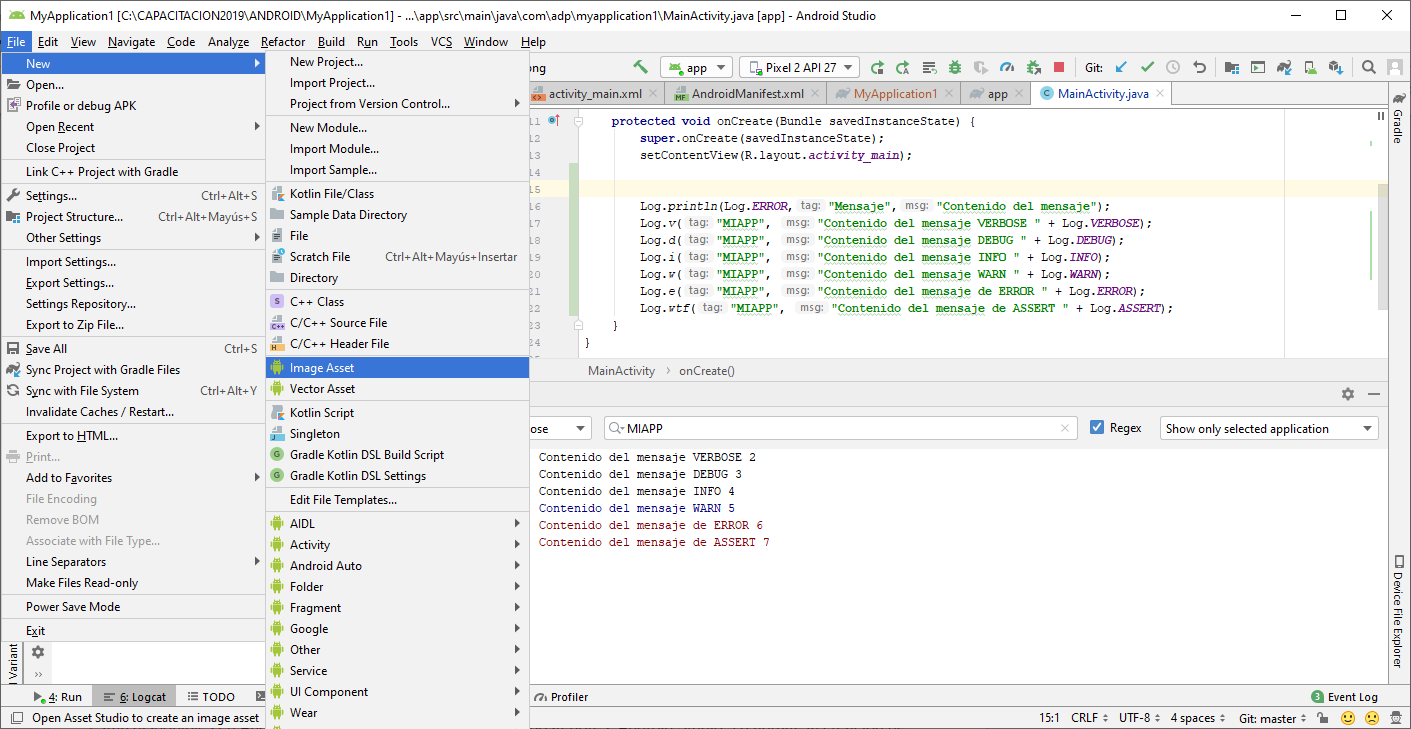 MyApplication1 [C:\CAPACITACION2019\ANDROID\MyApplication1] - ...\app\src\main\java\com\adp\myapplication1\MainActivity.java [app] - Android Studio
File Edit View Navigate Code Analyze Refactor Build Run Tools VCS Window Help
New
Open...
Profile or debug APK
Open Recent
Close Project
Link C++ Project with Gradle
Settings... Ctrl+Alt+S
Project Structure... Ctrl+Alt+Mayús+S
Other Settings
Import Settings...
Export Settings...
Settings Repository...
Export to Zip File...
Save All Ctrl+S
Sync Project with Gradle Files
Sync with File System Ctrl+Alt+Y
Invalidate Caches / Restart...
Export to HTML...
Print...
Add to Favorites
File Encoding
Remove BOM
Associate with File Type...
Line Separators
Make Files Read-only
Power Save Mode
Exit
New Project...
Import Project...
Project from Version Control...
New Module...
Import Module...
Import Sample...
Kotlin File/Class
Sample Data Directory
File
Scratch File Ctrl+Alt+Mayús+Insertar
Directory
C++ Class
C/C++ Source File
C/C++ Header File
Image Asset
Vector Asset
Kotlin Script
Singleton
Gradle Kotlin DSL Build Script
Gradle Kotlin DSL Settings
Edit File Templates...
AIDL
Activity
Android Auto
Folder
Fragment
Google
Other
Service
UI Component
Wear
ong app Pixel 2 API 27 Git:
activity_main.xml AndroidManifest.xml MyApplication1 app MainActivity.java
11 protected void onCreate(Bundle savedInstanceState) {
12 super.onCreate(savedInstanceState);
13 setContentView(R.layout.activity_main);
14
15
16 Log.println(Log.ERROR, tag: "Mensaje", msg: "Contenido del mensaje");
17 Log.v( tag: "MIAPP", msg: "Contenido del mensaje VERBOSE " + Log.VERBOSE);
18 Log.d( tag: "MIAPP", msg: "Contenido del mensaje DEBUG " + Log.DEBUG);
19 Log.i( tag: "MIAPP", msg: "Contenido del mensaje INFO " + Log.INFO);
20 Log.w( tag: "MIAPP", msg: "Contenido del mensaje WARN " + Log.WARN);
21 Log.e( tag: "MIAPP", msg: "Contenido del mensaje de ERROR " + Log.ERROR);
22 Log.wtf( tag: "MIAPP", msg: "Contenido del mensaje de ASSERT " + Log.ASSERT);
23 }
24 }
MainActivity onCreate()
ose MIAPP Regex Show only selected application
Contenido del mensaje VERBOSE 2
Contenido del mensaje DEBUG 3
Contenido del mensaje INFO 4
Contenido del mensaje WARN 5
Contenido del mensaje de ERROR 6
Contenido del mensaje de ASSERT 7
Gradle
Device File Explorer
Variant
4: Run 6: Logcat TODO Profiler 3 Event Log
Open Asset Studio to create an image asset 15:1 CRLF UTF-8 4 spaces Git: master